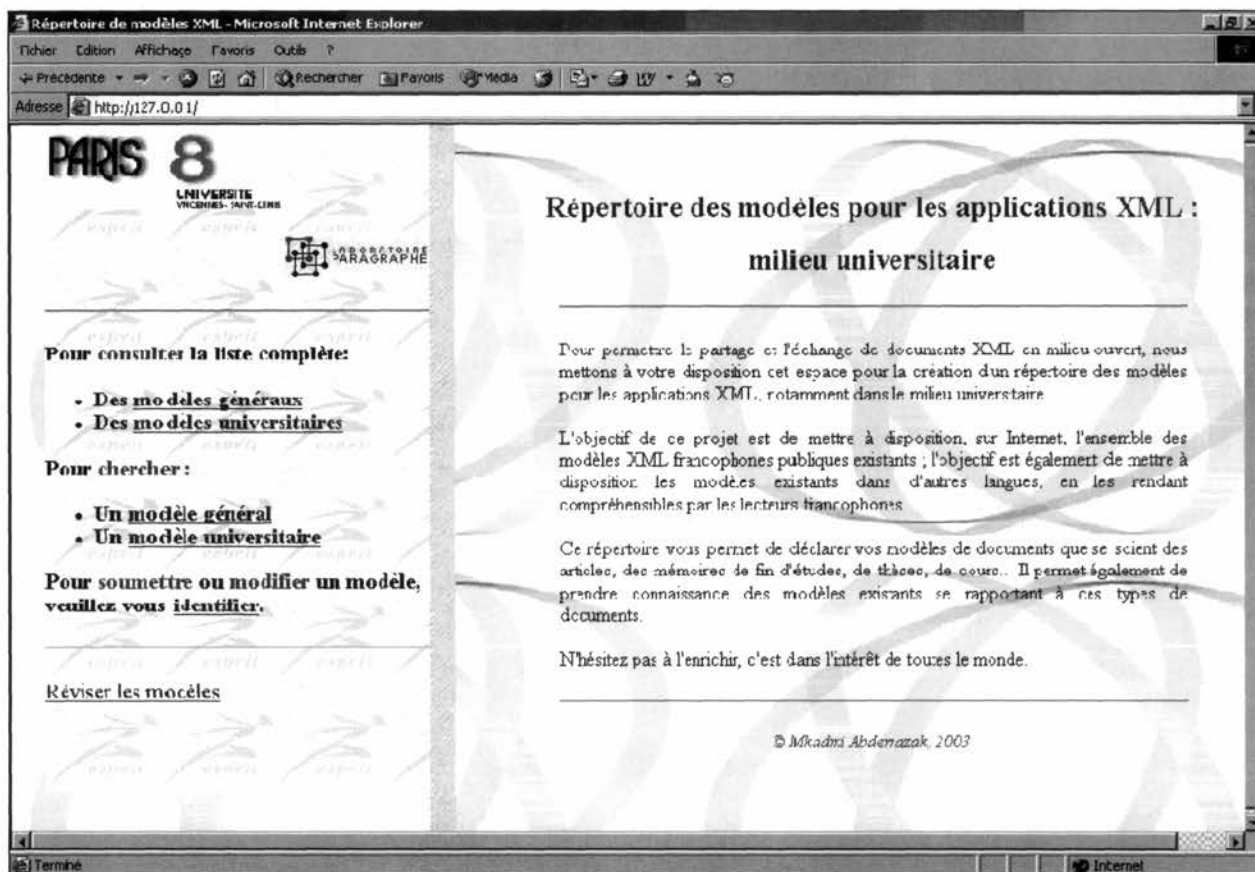 Répertoire de modèles XML - Microsoft Internet Explorer
Fichier Edition Affichage Favoris Outils ?
Précédente Rechercher Favoris Média
Adresse http://127.0.01/
PARIS 8
UNIVERSITE
VINCENNES-SAINT-DENIS
LABORATOIRE
PARAGRAPHE
Pour consulter la liste complète:
• Des modèles généraux
• Des modèles universitaires
Pour chercher :
• Un modèle général
• Un modèle universitaire
Pour soumettre ou modifier un modèle,
veuillez vous identifier.
Réviser les modèles
Répertoire des modèles pour les applications XML :
milieu universitaire
Pour permettre le partage et l'échange de documents XML en milieu ouvert, nous
mettons à votre disposition cet espace pour la création d'un répertoire des modèles
pour les applications XML, notamment dans le milieu universitaire
L'objectif de ce projet est de mettre à disposition, sur Internet, l'ensemble des
modèles XML francophones publiques existants ; l'objectif est également de mettre à
disposition les modèles existants dans d'autres langues, en les rendant
compréhensibles par les lecteurs francophones
Ce répertoire vous permet de déclarer vos modèles de documents que se soient des
articles, des mémoires de fin d'études, de thèses, de cours.. Il permet également de
prendre connaissance des modèles existants se rapportant à ces types de
documents.
N'hésitez pas à l'enrichir, c'est dans l'intérêt de toutes le monde.
© Mkadmi Abderrazak, 2003
Terminé
Internet